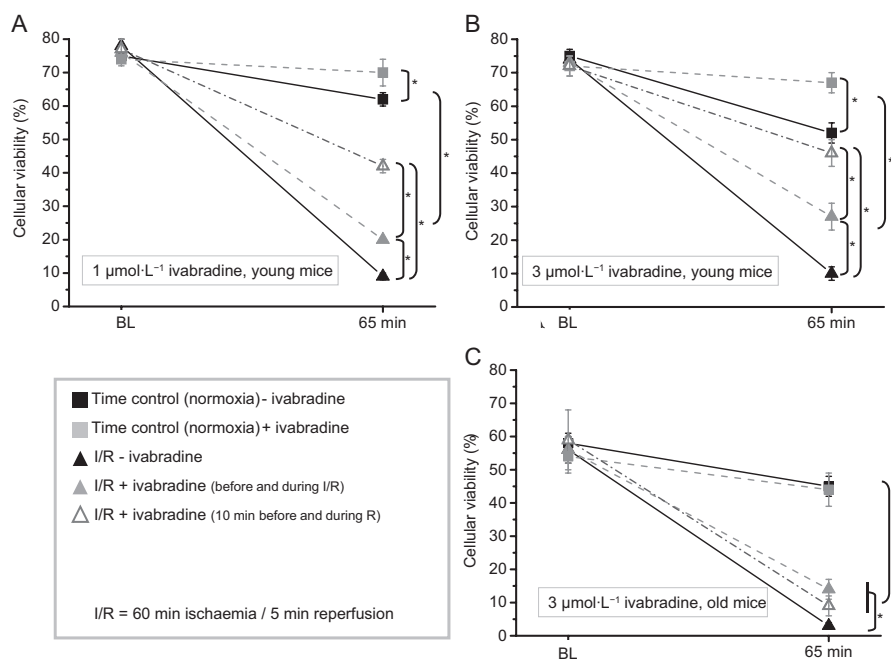 A
80
70
60
50
40
30
20
10
0
Cellular viability (%)
BL
65 min
1 µmol·L⁻¹ ivabradine, young mice
*
*
*
*
*
B
80
70
60
50
40
30
20
10
0
Cellular viability (%)
BL
65 min
3 µmol·L⁻¹ ivabradine, young mice
*
*
*
*
*
Time control (normoxia) - ivabradine
Time control (normoxia) + ivabradine
I/R - ivabradine
I/R + ivabradine (before and during I/R)
I/R + ivabradine (10 min before and during R)
I/R = 60 min ischaemia / 5 min reperfusion
C
80
70
60
50
40
30
20
10
0
Cellular viability (%)
BL
65 min
3 µmol·L⁻¹ ivabradine, old mice
*